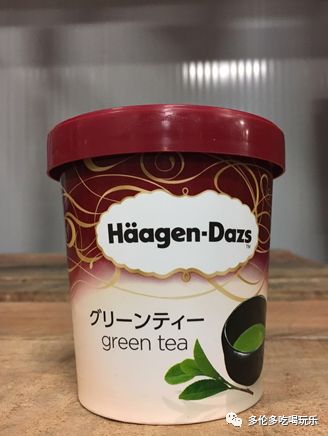 Häagen-Dazs
グリーンティー
green tea
多伦多吃喝玩乐